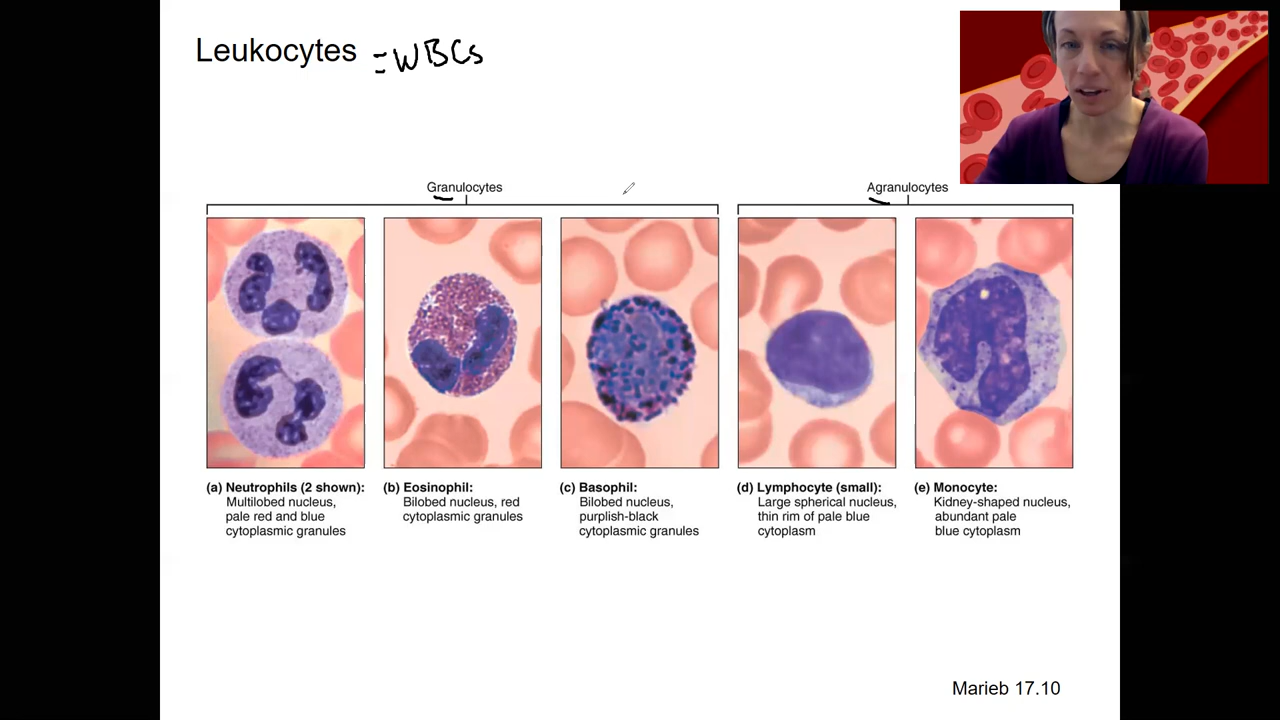 Leukocytes = WBCs
Granulocytes
Agranulocytes
(a) Neutrophils (2 shown):
Multilobed nucleus,
pale red and blue
cytoplasmic granules
(b) Eosinophil:
Bilobed nucleus, red
cytoplasmic granules
(c) Basophil:
Bilobed nucleus,
purplish-black
cytoplasmic granules
(d) Lymphocyte (small):
Large spherical nucleus,
thin rim of pale blue
cytoplasm
(e) Monocyte:
Kidney-shaped nucleus,
abundant pale
blue cytoplasm
Marieb 17.10